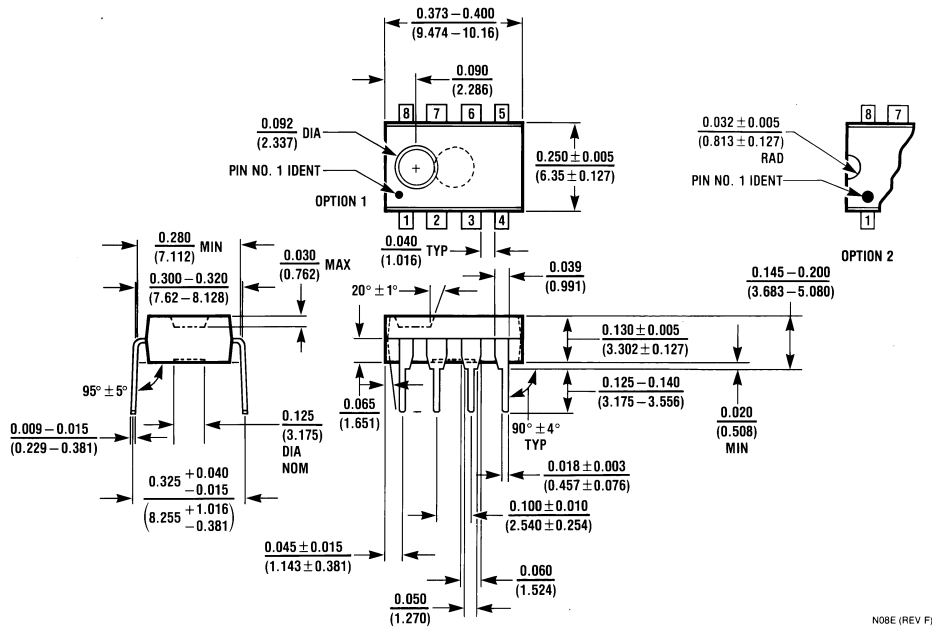 0.373 – 0.400
(9.474 – 10.16)
0.090
(2.286)
8 7 6 5
0.092 DIA
(2.337)
PIN NO. 1 IDENT
OPTION 1
1 2 3 4
0.250 ± 0.005
(6.35 ± 0.127)
0.032 ± 0.005
(0.813 ± 0.127)
RAD
PIN NO. 1 IDENT
8 7
1
OPTION 2
0.280 MIN
(7.112)
0.030 MAX
(0.762)
0.300 – 0.320
(7.62 – 8.128)
0.040 TYP
(1.016)
0.039
(0.991)
0.145 – 0.200
(3.683 – 5.080)
20° ± 1°
0.130 ± 0.005
(3.302 ± 0.127)
95° ± 5°
0.065
(1.651)
0.125 – 0.140
(3.175 – 3.556)
0.020
(0.508)
MIN
90° ± 4°
TYP
0.009 – 0.015
(0.229 – 0.381)
0.125
(3.175)
DIA
NOM
0.018 ± 0.003
(0.457 ± 0.076)
0.325 +0.040
−0.015
(8.255 +1.016
−0.381)
0.100 ± 0.010
(2.540 ± 0.254)
0.045 ± 0.015
(1.143 ± 0.381)
0.060
(1.524)
0.050
(1.270)
N08E (REV F)